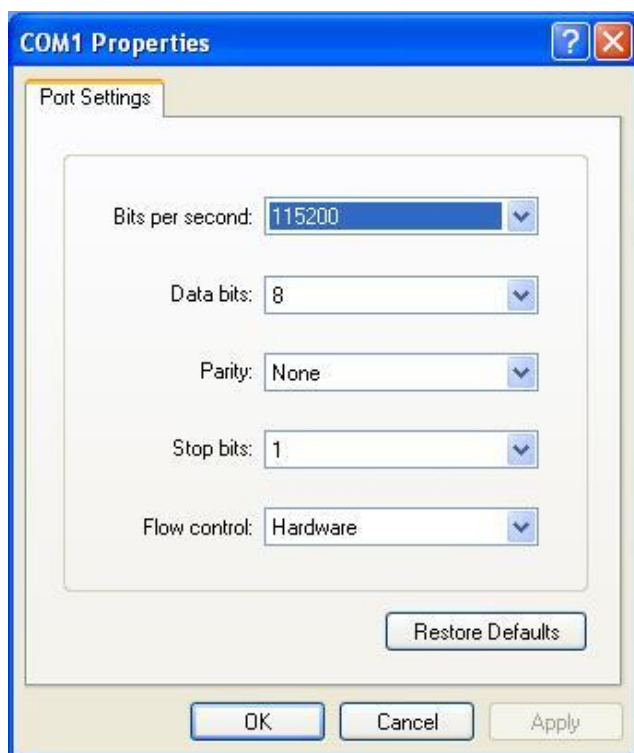 COM1 Properties
Port Settings
Bits per second: 115200
Data bits: 8
Parity: None
Stop bits: 1
Flow control: Hardware
Restore Defaults
OK Cancel Apply